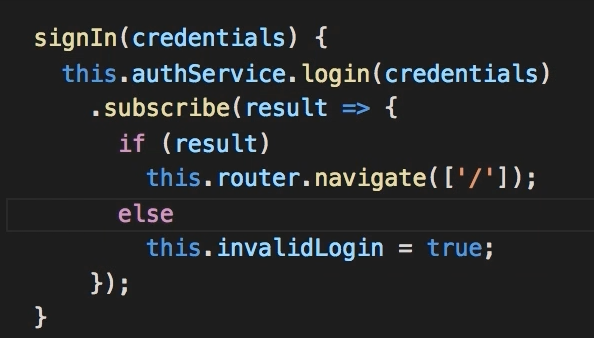 signIn(credentials) {
  this.authService.login(credentials)
    .subscribe(result => {
      if (result)
        this.router.navigate(['/']);
      else
        this.invalidLogin = true;
    });
}